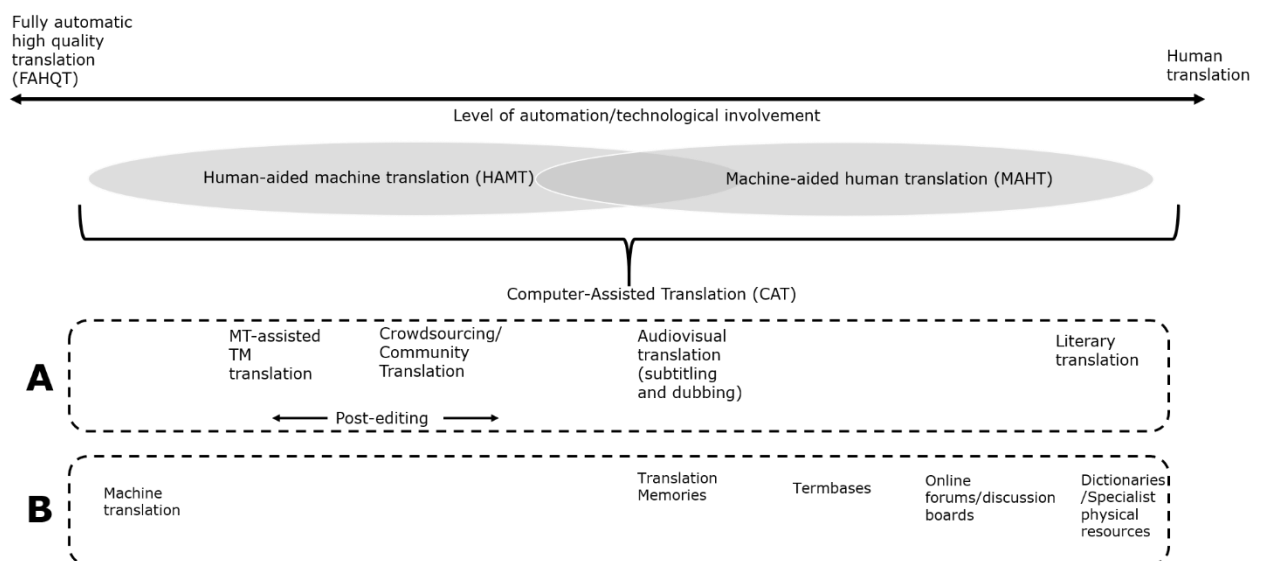 Fully automatic
high quality
translation
(FAHQT)
Human
translation
Level of automation/technological involvement
Human-aided machine translation (HAMT)
Machine-aided human translation (MAHT)
Computer-Assisted Translation (CAT)
A
MT-assisted
TM
translation
Crowdsourcing/
Community
Translation
Audiovisual
translation
(subtitling
and dubbing)
Literary
translation
Post-editing
B
Machine
translation
Translation
Memories
Termbases
Online
forums/discussion
boards
Dictionaries
/Specialist
physical
resources